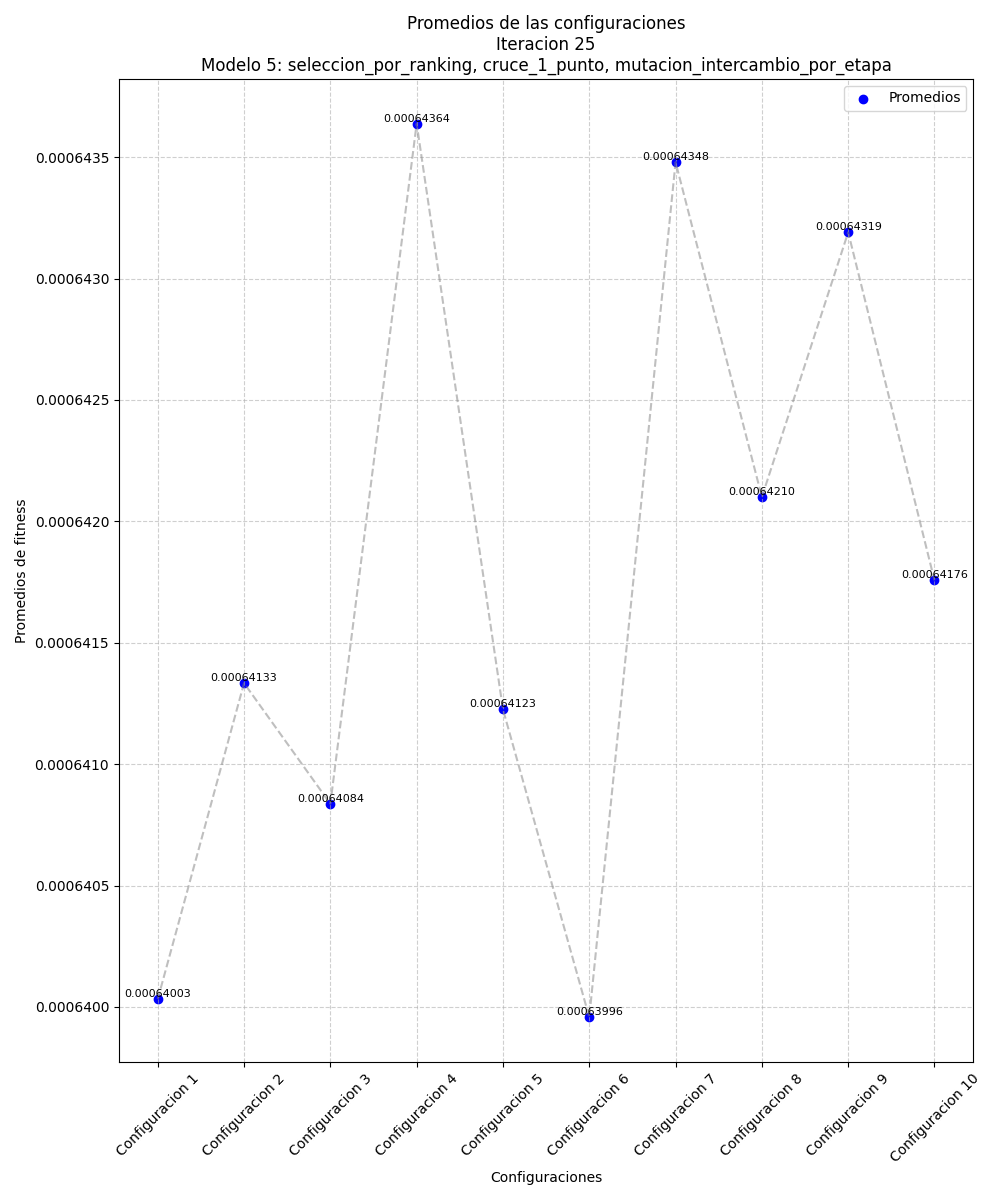 Promedios de las configuraciones
Iteracion 25
Modelo 5: seleccion_por_ranking, cruce_1_punto, mutacion_intercambio_por_etapa
Promedios
0.00064364
0.0006435
0.00064348
0.00064319
0.0006430
0.0006425
0.00064210
0.0006420
0.00064176
0.0006415
0.00064133
0.00064123
0.0006410
0.00064084
0.0006405
0.00064003
0.0006400
0.00063996
Promedios de fitness
Configuracion 1
Configuracion 2
Configuracion 3
Configuracion 4
Configuracion 5
Configuracion 6
Configuracion 7
Configuracion 8
Configuracion 9
Configuracion 10
Configuraciones